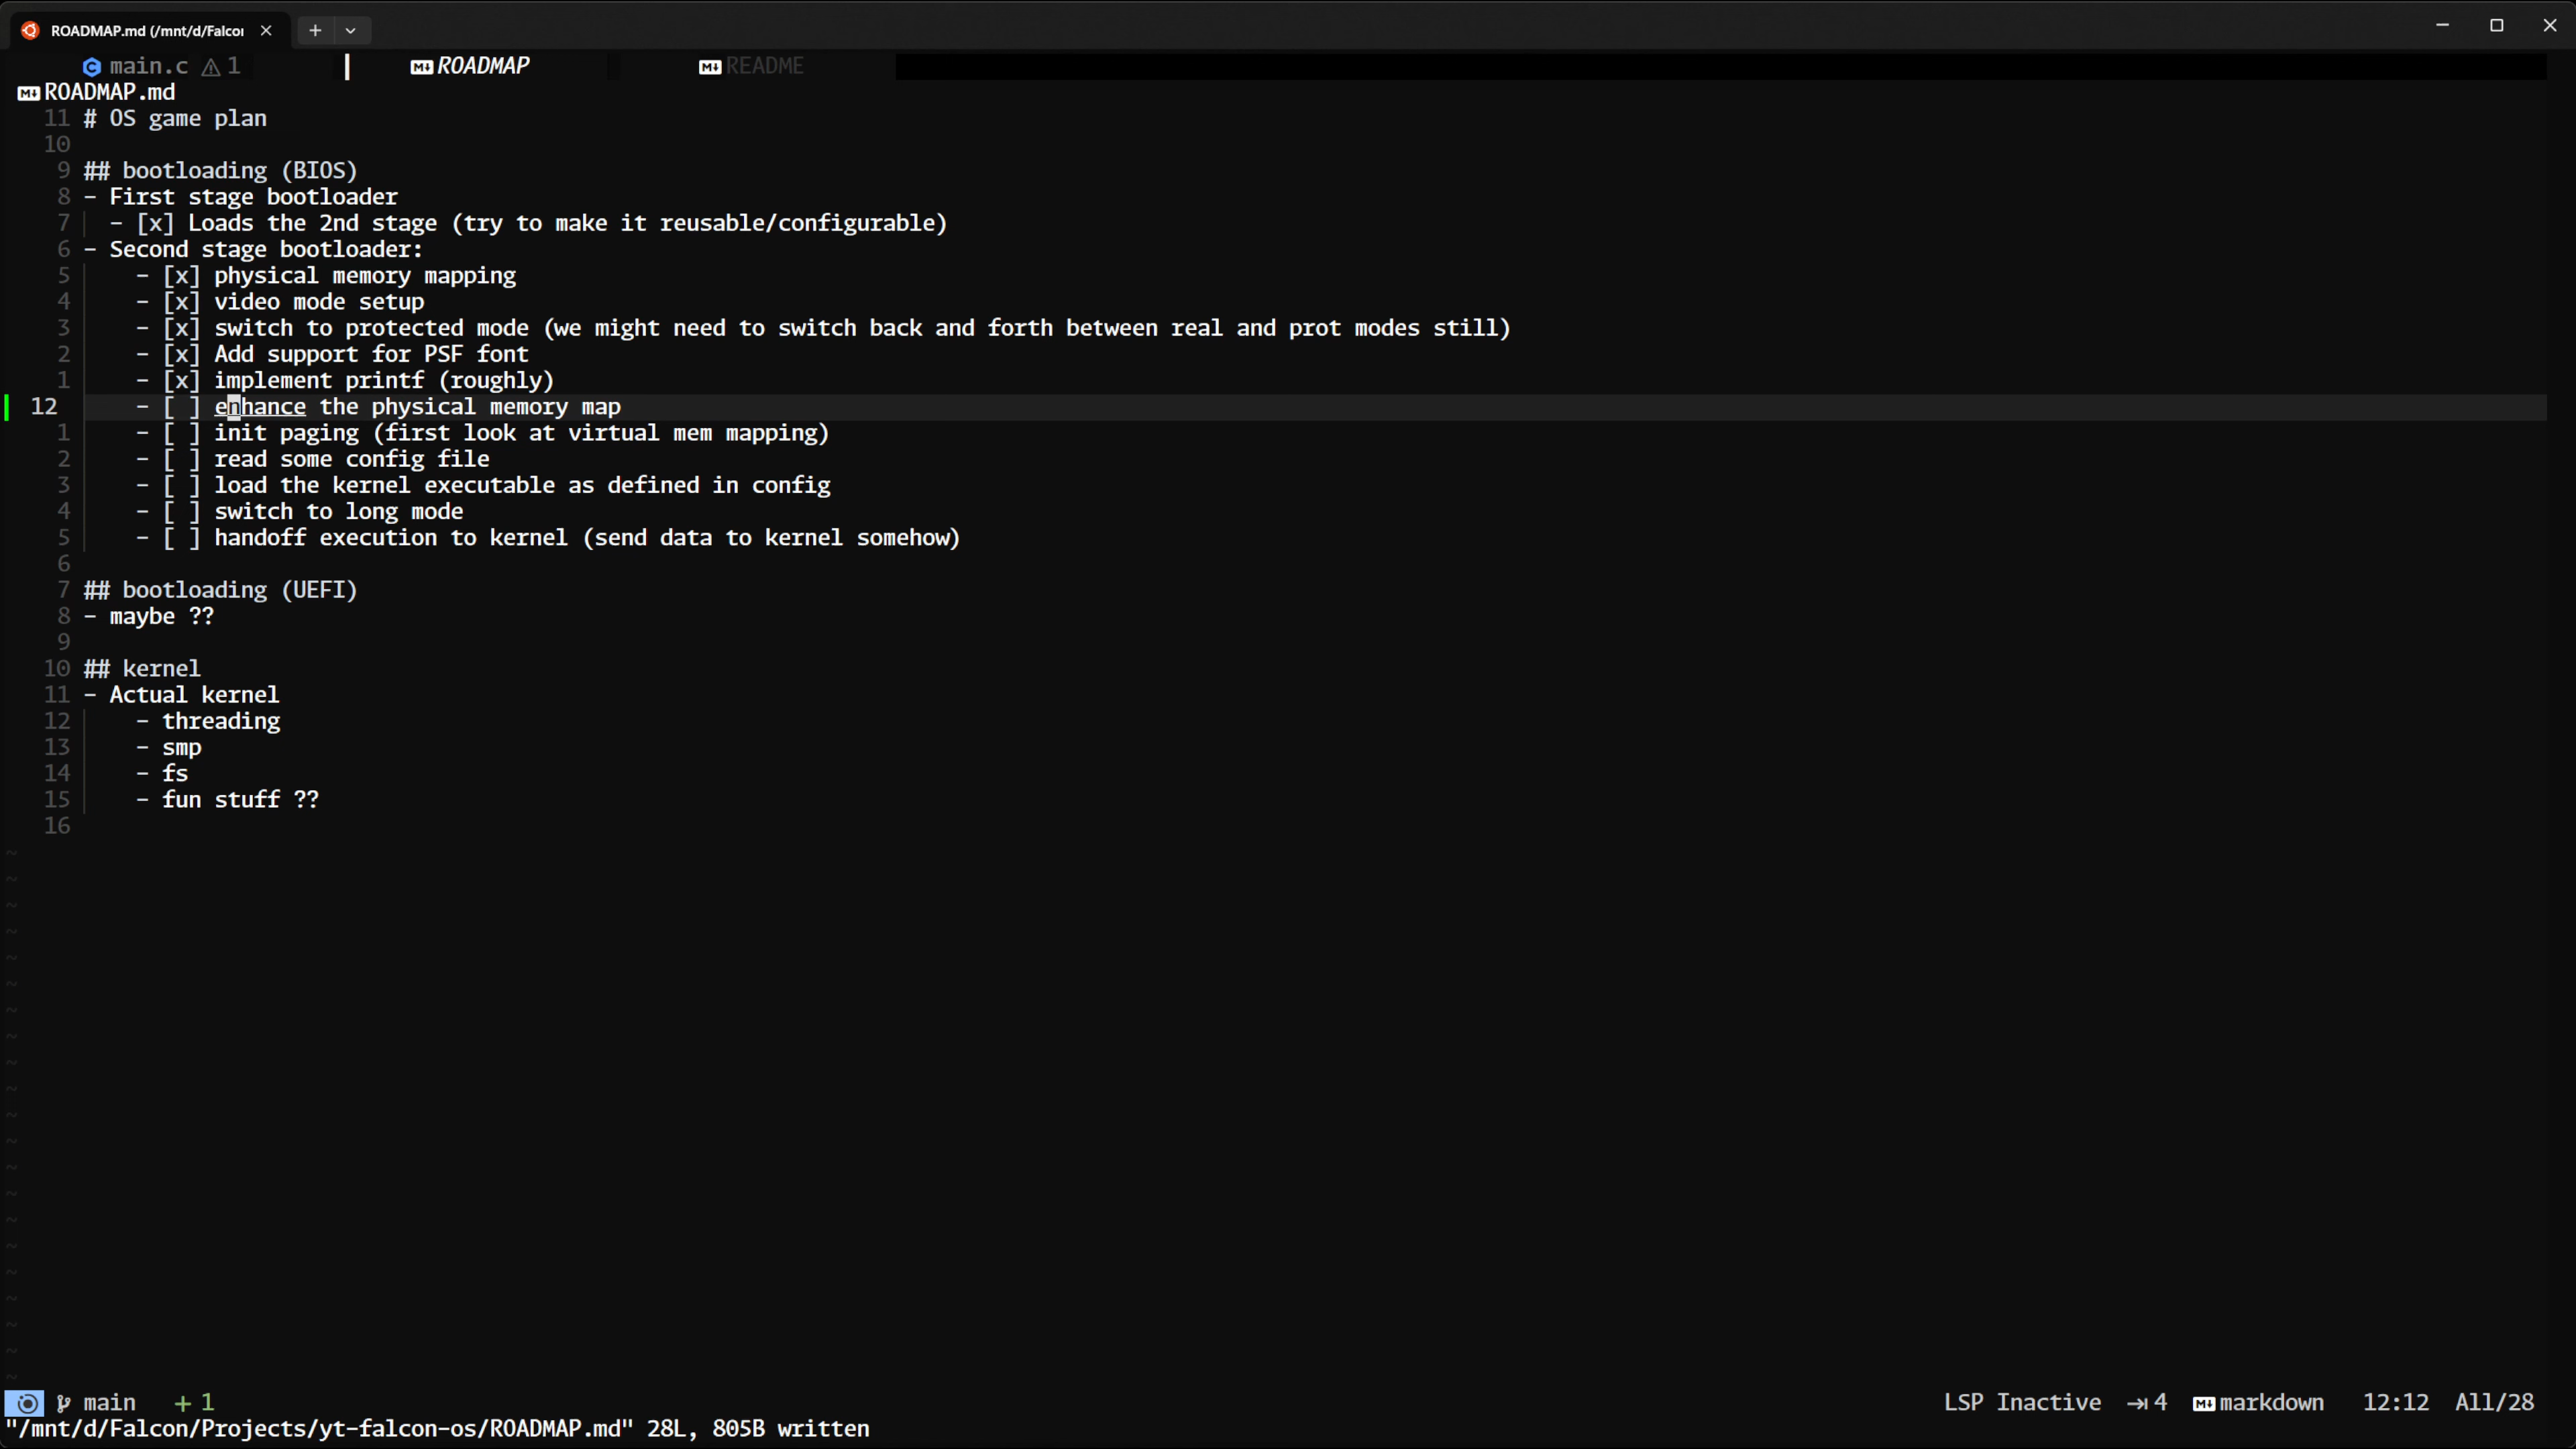 ROADMAP.md (/mnt/d/Falcon
main.c 1 ROADMAP README
ROADMAP.md
11 # OS game plan
10
9 ## bootloading (BIOS)
8 - First stage bootloader
7 - [x] Loads the 2nd stage (try to make it reusable/configurable)
6 - Second stage bootloader:
5 - [x] physical memory mapping
4 - [x] video mode setup
3 - [x] switch to protected mode (we might need to switch back and forth between real and prot modes still)
2 - [x] Add support for PSF font
1 - [x] implement printf (roughly)
12 - [ ] enhance the physical memory map
1 - [ ] init paging (first look at virtual mem mapping)
2 - [ ] read some config file
3 - [ ] load the kernel executable as defined in config
4 - [ ] switch to long mode
5 - [ ] handoff execution to kernel (send data to kernel somehow)
6
7 ## bootloading (UEFI)
8 - maybe ??
9
10 ## kernel
11 - Actual kernel
12 - threading
13 - smp
14 - fs
15 - fun stuff ??
16
main + 1 LSP Inactive 4 markdown 12:12 All/28
"/mnt/d/Falcon/Projects/yt-falcon-os/ROADMAP.md" 28L, 805B written